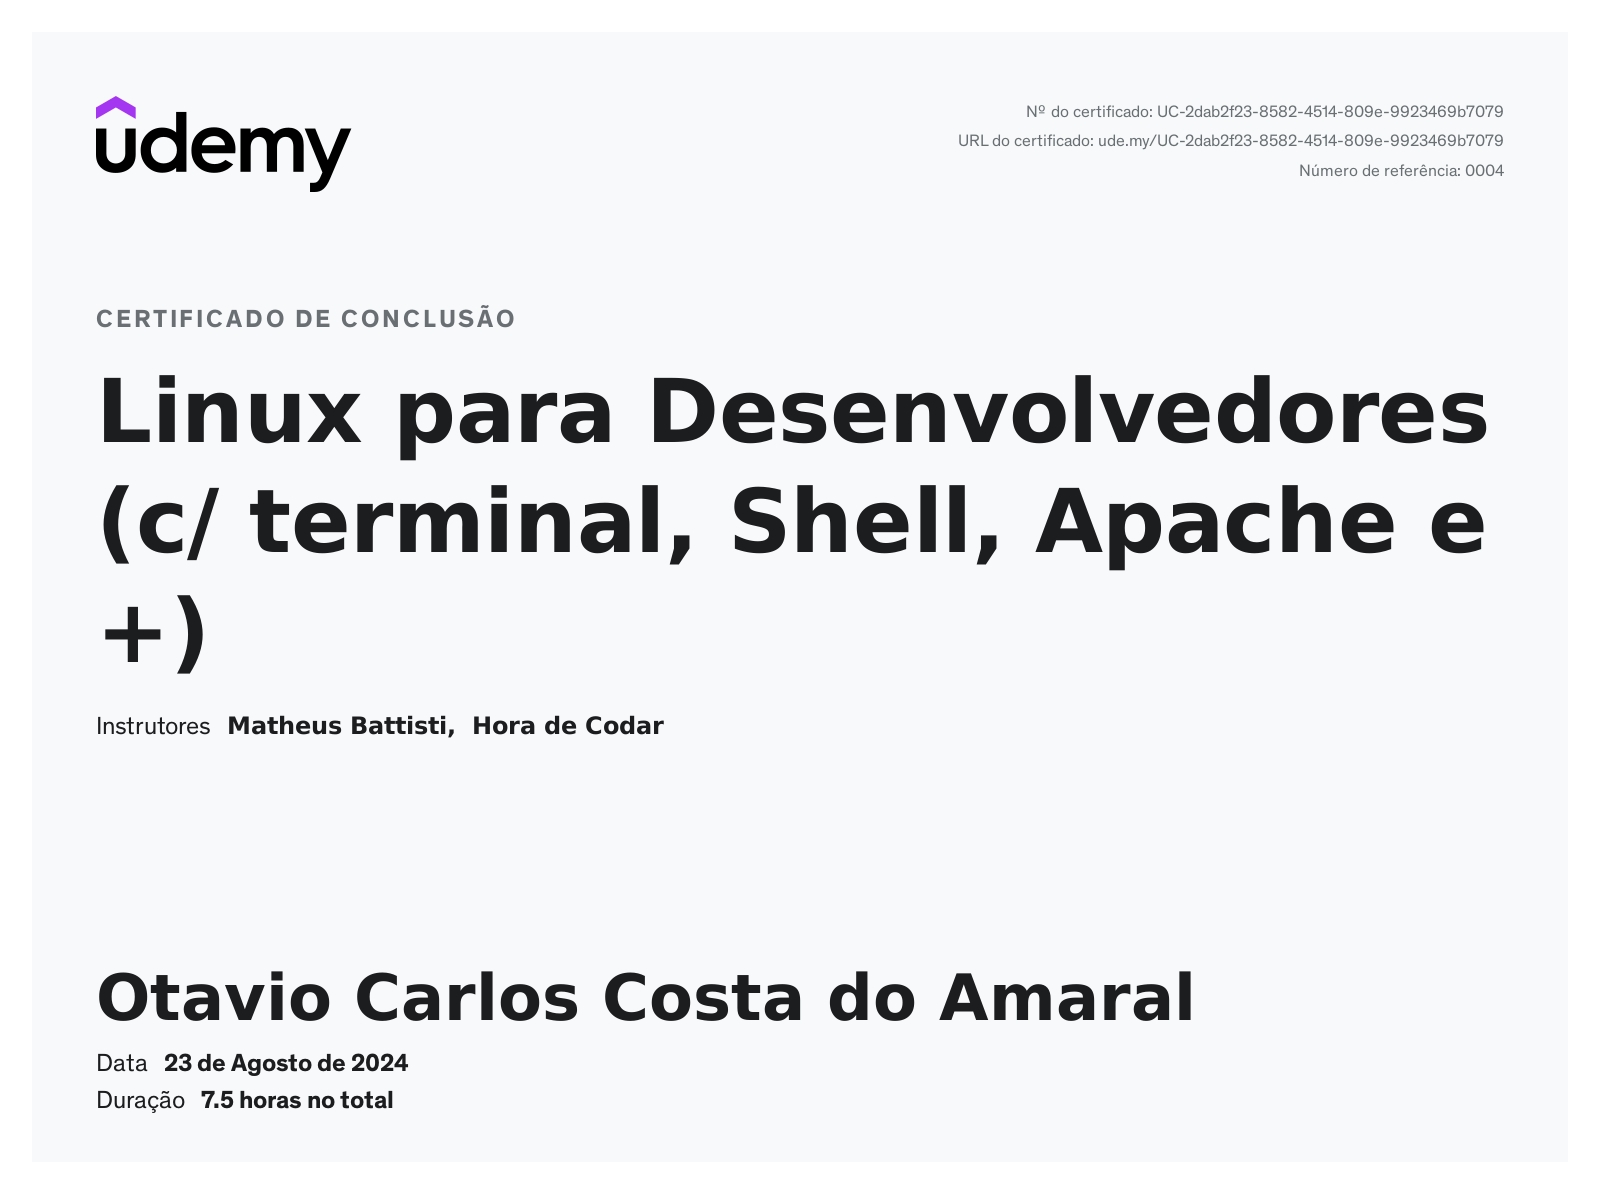 udemy
Nº do certificado: UC-2dab2f23-8582-4514-809e-9923469b7079
URL do certificado: ude.my/UC-2dab2f23-8582-4514-809e-9923469b7079
Número de referência: 0004
CERTIFICADO DE CONCLUSÃO
Linux para Desenvolvedores
(c/ terminal, Shell, Apache e
+)
Instrutores Matheus Battisti, Hora de Codar
Otavio Carlos Costa do Amaral
Data 23 de Agosto de 2024
Duração 7.5 horas no total